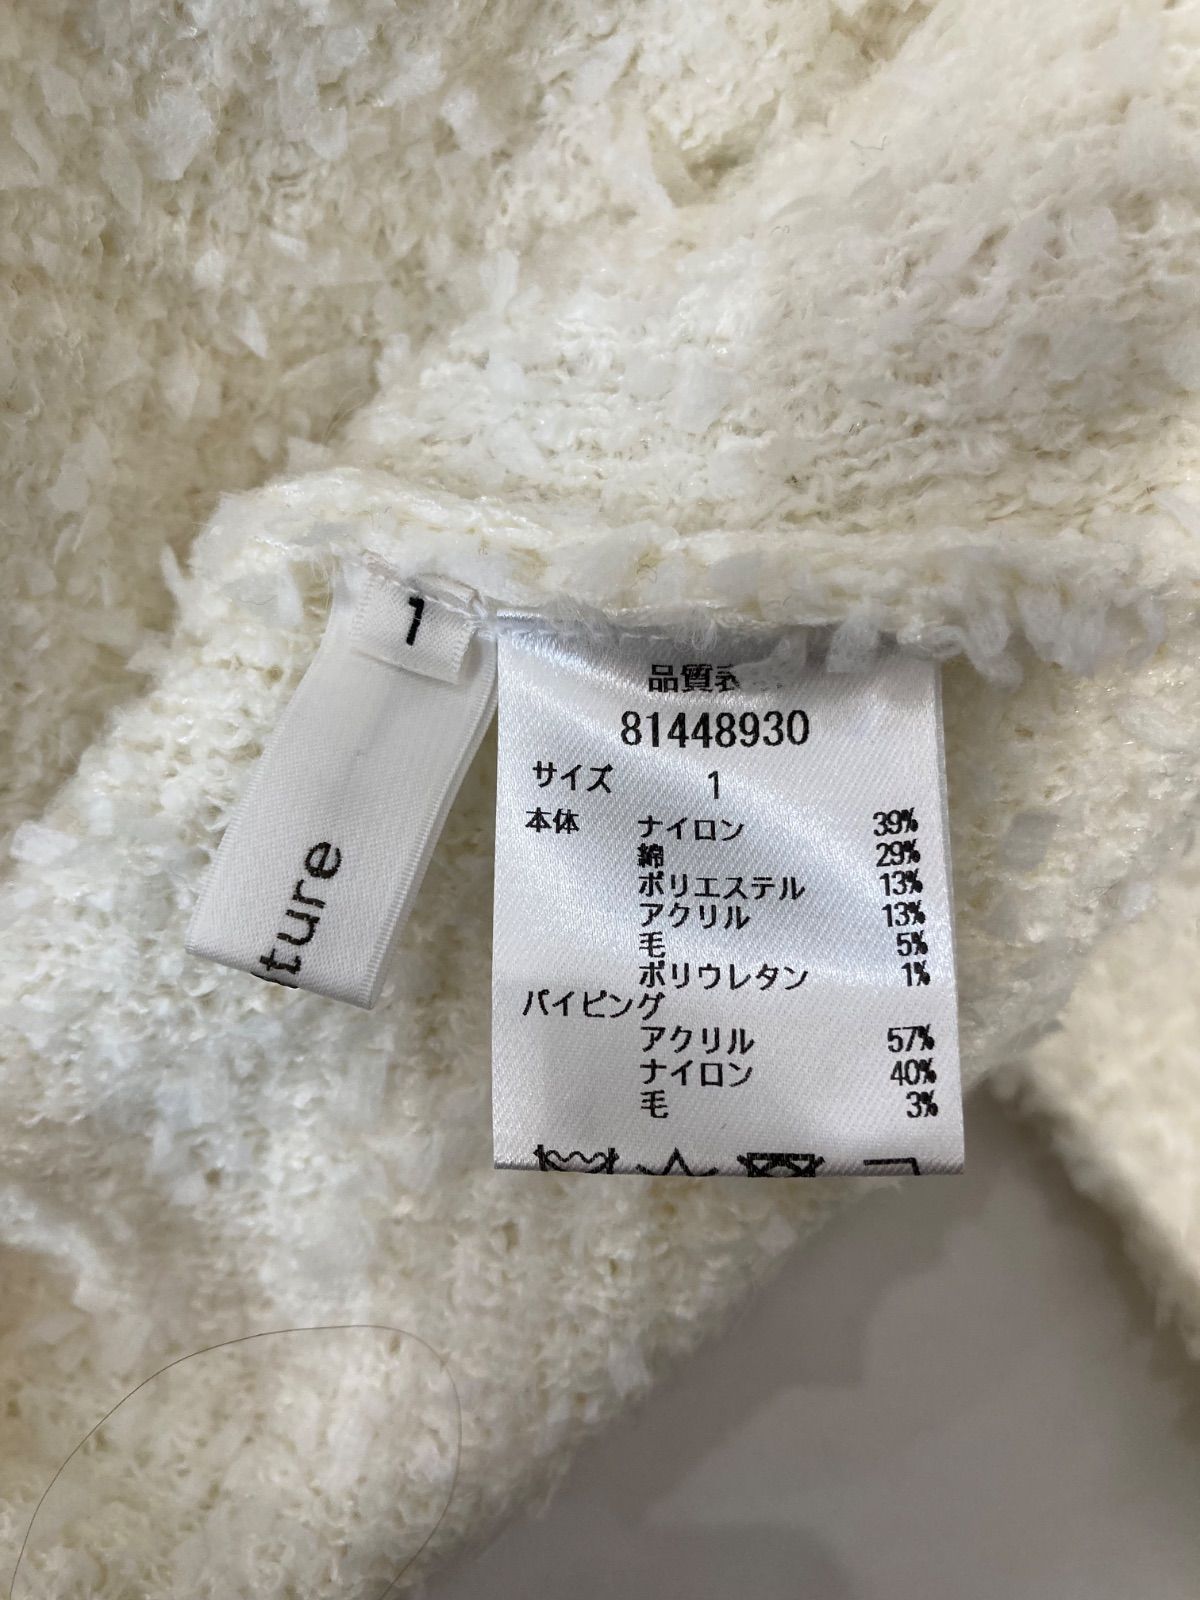 1
ture
品質表
81448930
サイズ 1
本体 ナイロン 39%
綿 29%
ポリエステル 13%
アクリル 13%
毛 5%
ポリウレタン 1%
パイピング
アクリル 57%
ナイロン 40%
毛 3%